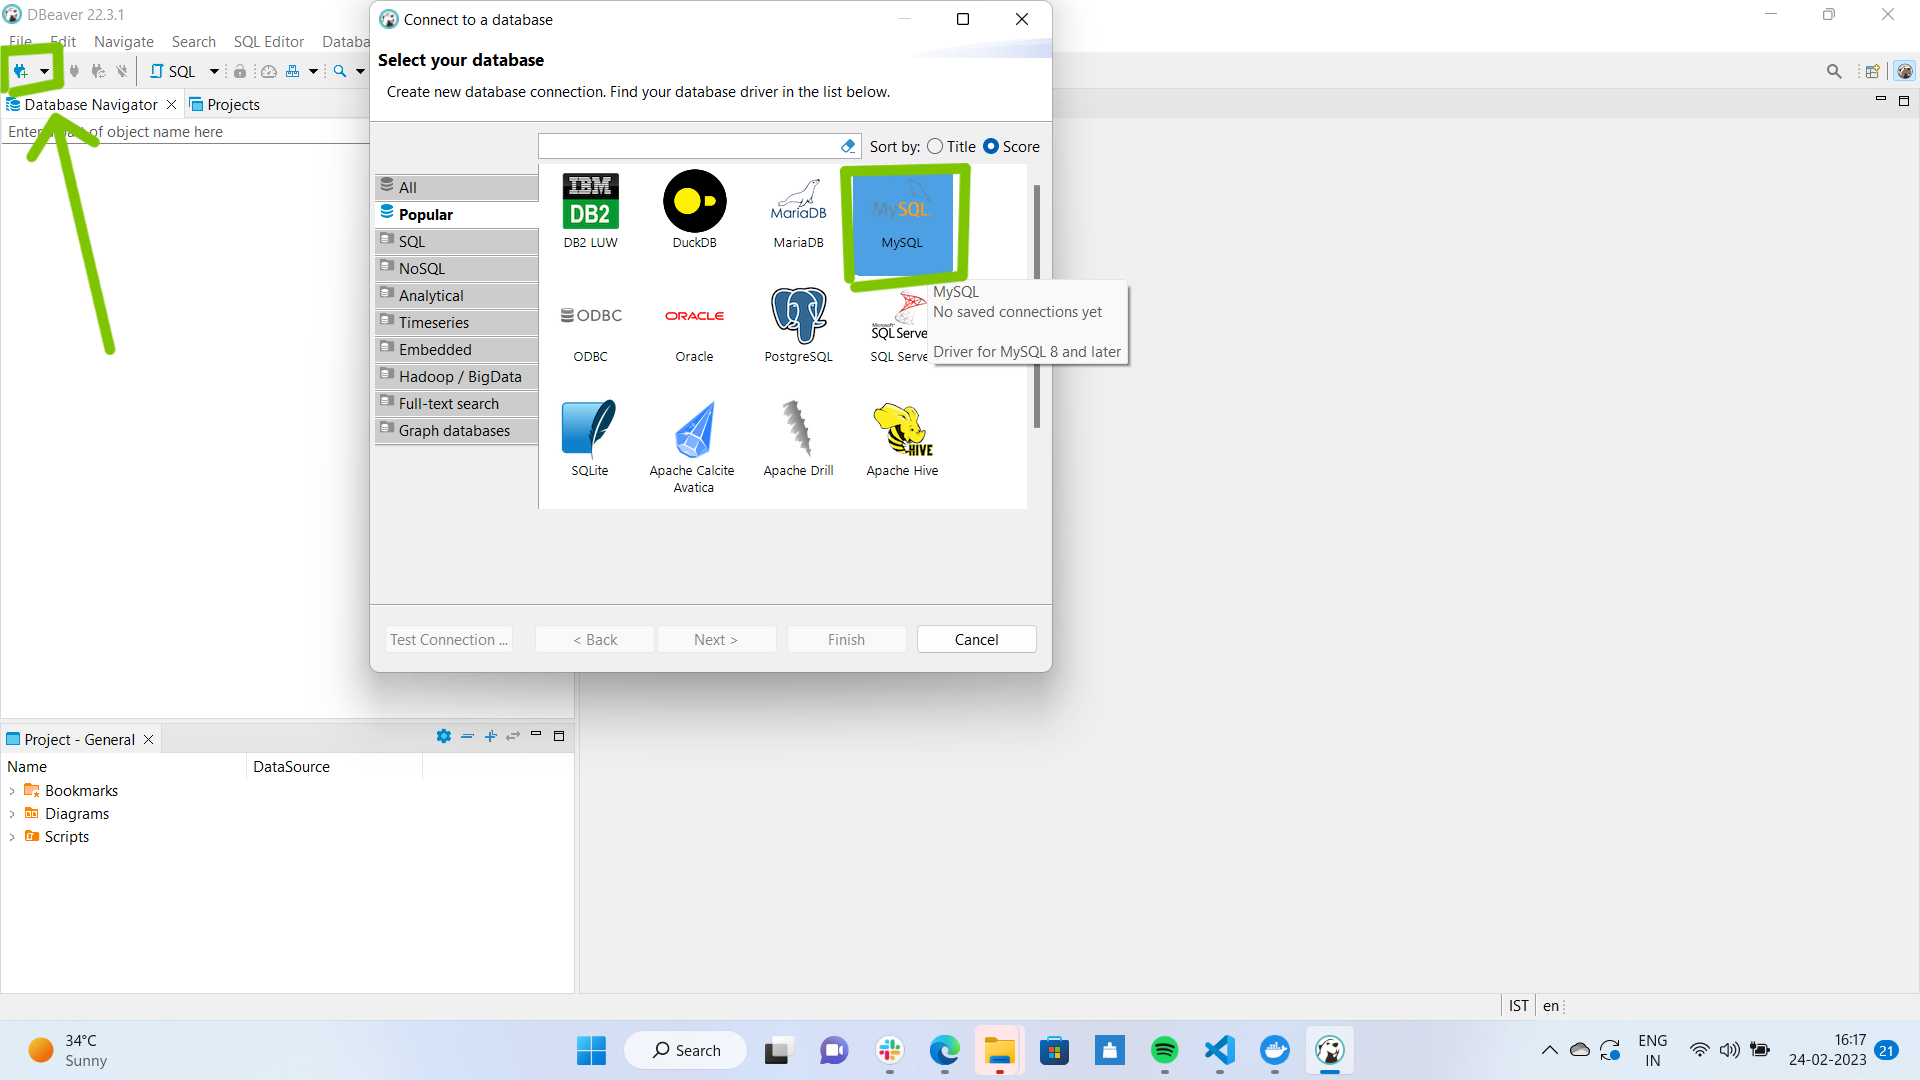 DBeaver 22.3.1
File Edit Navigate Search SQL Editor Databa
SQL
Database Navigator
Projects
Enter a part of object name here
Connect to a database
Select your database
Create new database connection. Find your database driver in the list below.
Sort by: Title Score
All
Popular
SQL
NoSQL
Analytical
Timeseries
Embedded
Hadoop / BigData
Full-text search
Graph databases
IBM
DB2
DB2 LUW
DuckDB
MariaDB
MariaDB
MySQL
MySQL
ODBC
ODBC
ORACLE
Oracle
PostgreSQL
Microsoft
SQL Serve
SQL Serve
MySQL
No saved connections yet
Driver for MySQL 8 and later
SQLite
Apache Calcite
Avatica
Apache Drill
HIVE
Apache Hive
Test Connection ...
< Back
Next >
Finish
Cancel
Project - General
Name DataSource
Bookmarks
Diagrams
Scripts
IST en
34°C
Sunny
Search
ENG
IN
16:17
24-02-2023
21